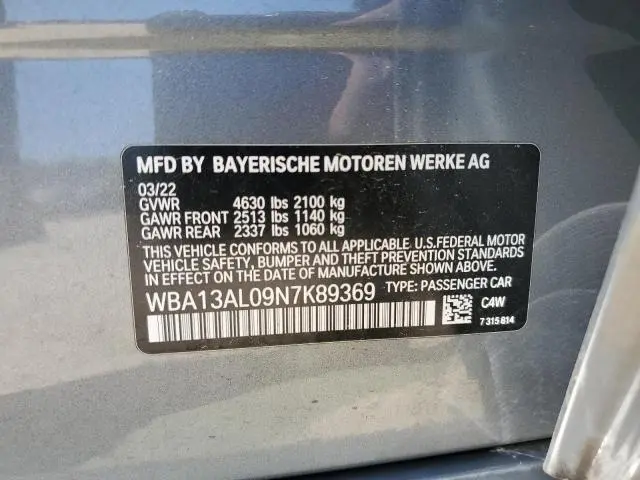 MFD BY BAYERISCHE MOTOREN WERKE AG
03/22
GVWR 4630 lbs 2100 kg
GAWR FRONT 2513 lbs 1140 kg
GAWR REAR 2337 lbs 1060 kg
THIS VEHICLE CONFORMS TO ALL APPLICABLE U.S.FEDERAL MOTOR
VEHICLE SAFETY, BUMPER AND THEFT PREVENTION STANDARDS
IN EFFECT ON THE DATE OF MANUFACTURE SHOWN ABOVE.
WBA13AL09N7K89369 TYPE: PASSENGER CAR
C4W
7 315 814